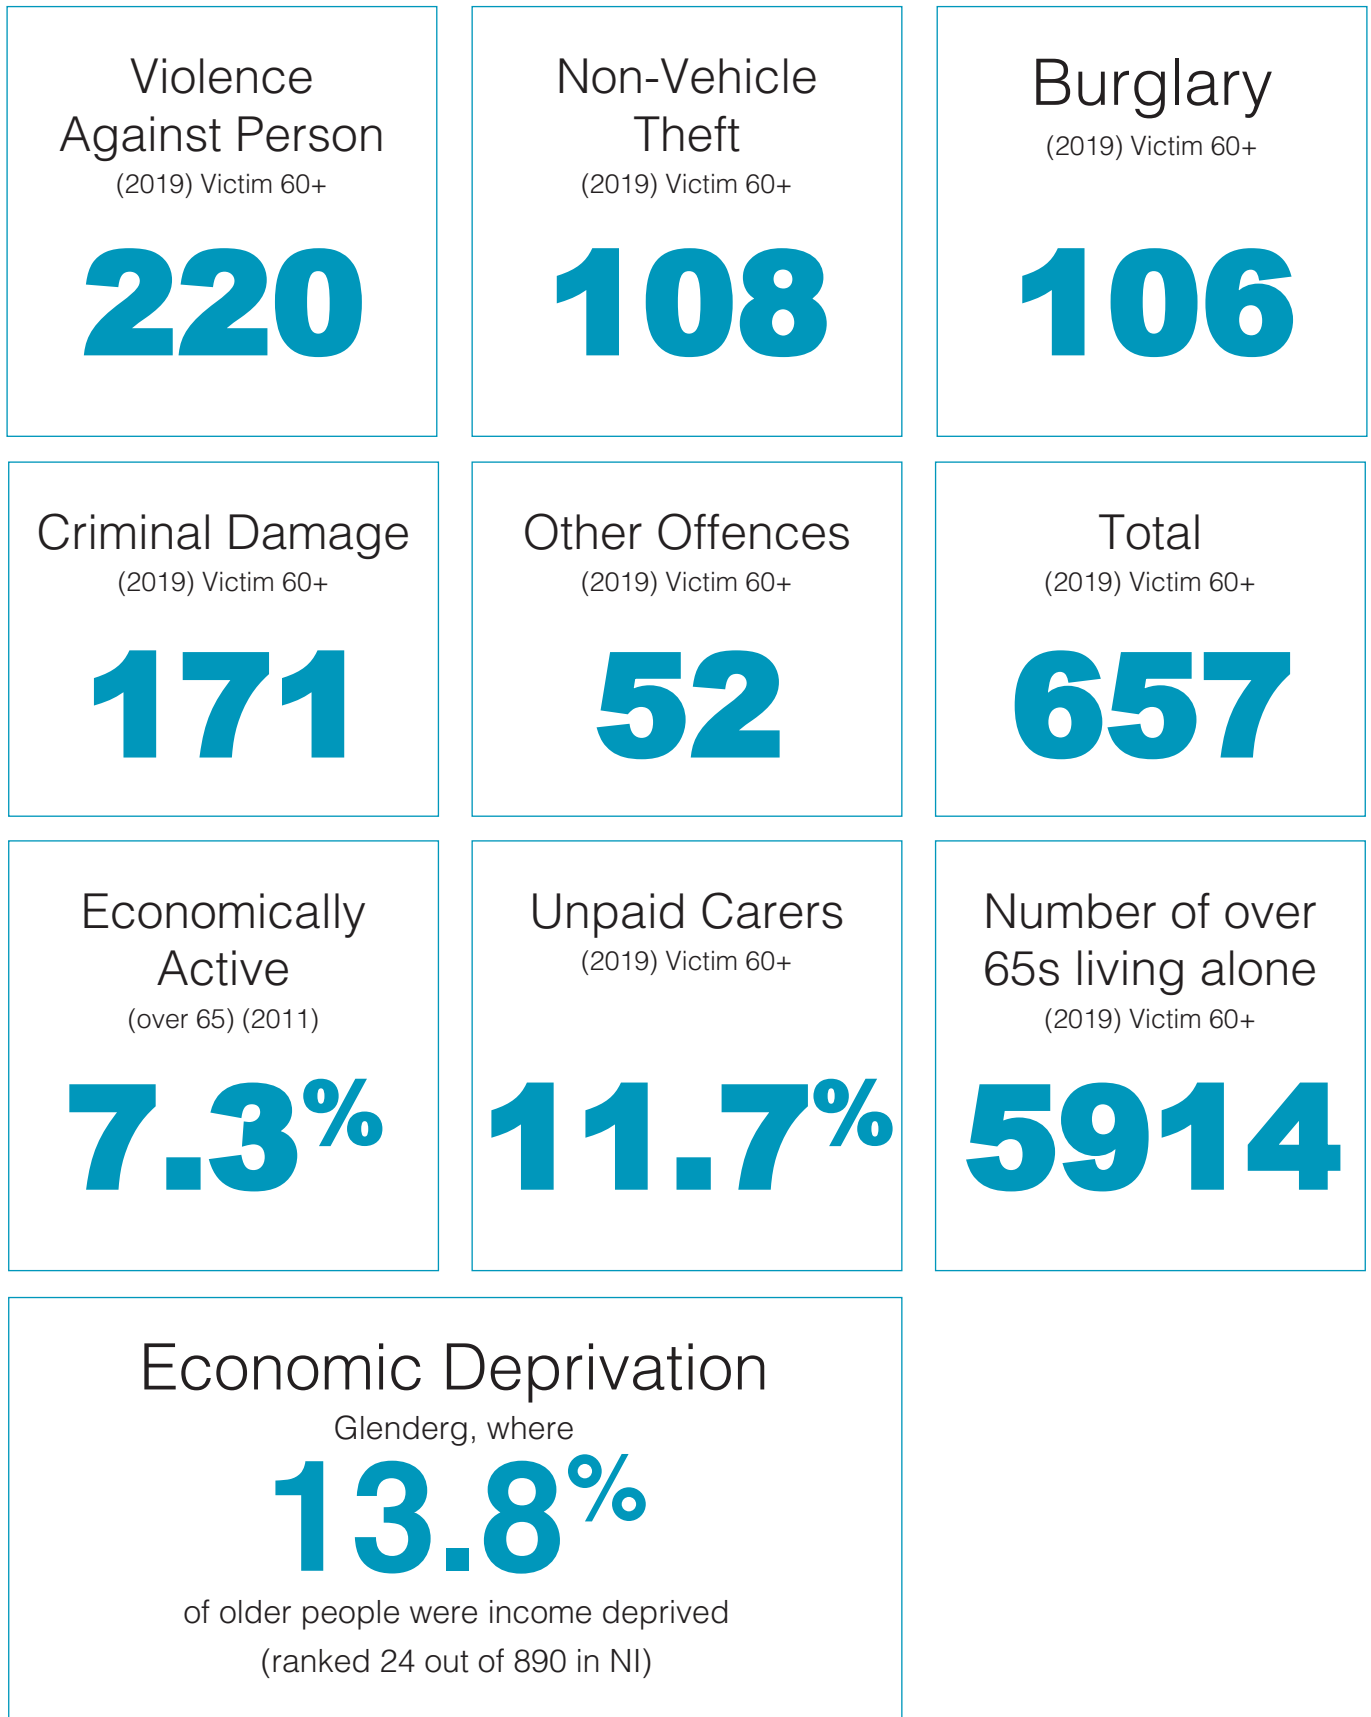 Violence
Against Person
(2019) Victim 60+
220
Non-Vehicle
Theft
(2019) Victim 60+
108
Burglary
(2019) Victim 60+
106
Criminal Damage
(2019) Victim 60+
171
Other Offences
(2019) Victim 60+
52
Total
(2019) Victim 60+
657
Economically
Active
(over 65) (2011)
7.3%
Unpaid Carers
(2019) Victim 60+
11.7%
Number of over
65s living alone
(2019) Victim 60+
5914
Economic Deprivation
Glenderg, where
13.8%
of older people were income deprived
(ranked 24 out of 890 in NI)